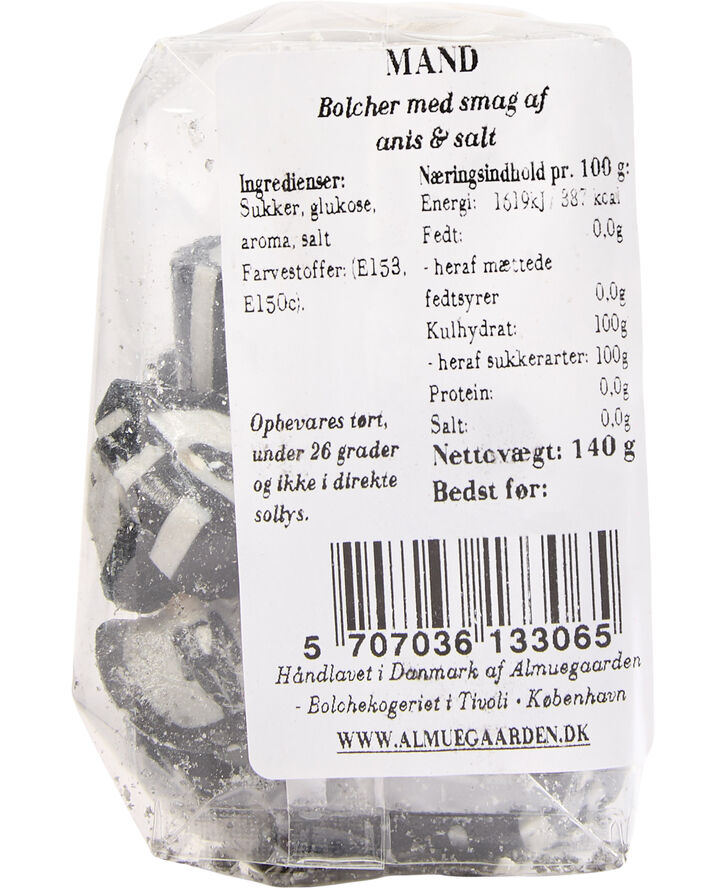 MAND
Bolcher med smag af
anis & salt
Ingredienser:
Sukker, glukose,
aroma, salt
Farvestoffer: (E153,
E150c).
Opbevares tørt,
under 26 grader
og ikke i direkte
sollys.
Næringsindhold pr. 100 g:
Energi: 1619kJ / 387 kcal
Fedt: 0,0g
- heraf mættede
fedtsyrer 0,0g
Kulhydrat: 100g
- heraf sukkerarter: 100g
Protein: 0,0g
Salt: 0,0g
Nettovægt: 140 g
Bedst før:
5 707036 133065
Håndlavet i Danmark af Almuegaarden
- Bolchekogeriet i Tivoli • København
WWW.ALMUEGAARDEN.DK